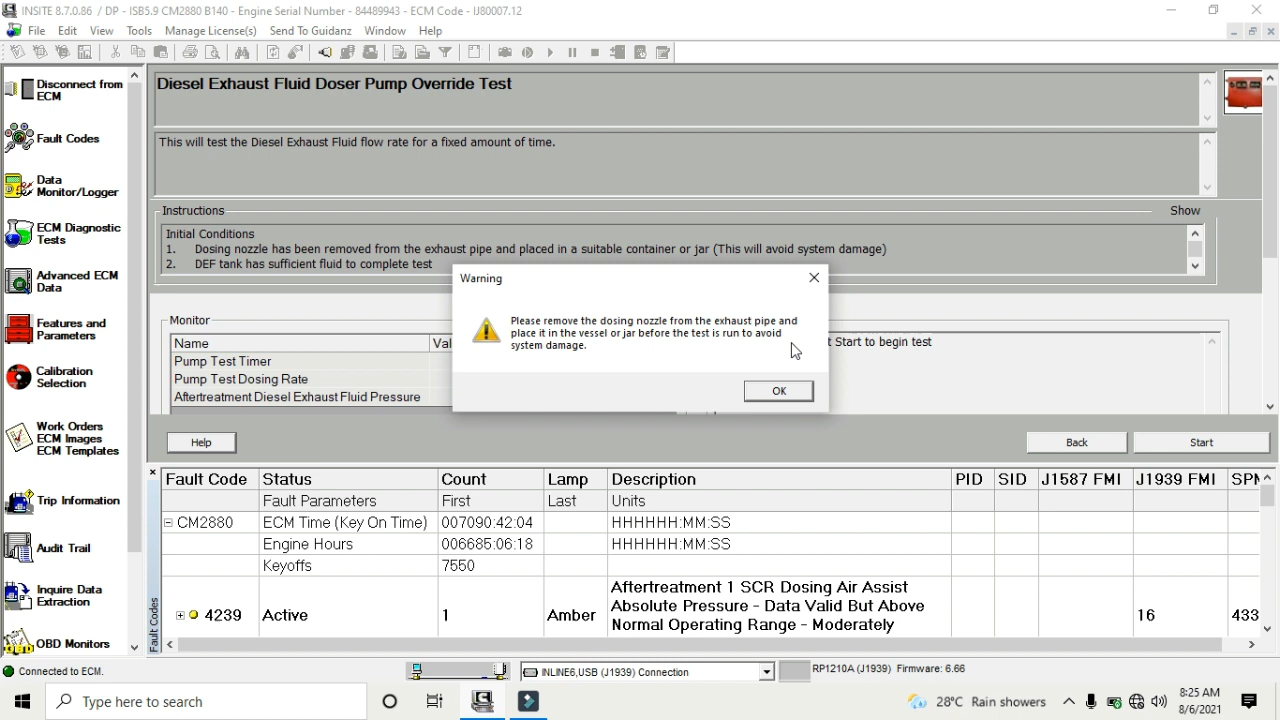 INSITE 8.7.0.86 / DP - ISB5.9 CM2880 B140 - Engine Serial Number - 84489943 - ECM Code - IJ80007.12
File Edit View Tools Manage License(s) Send To Guidanz Window Help
Disconnect from
ECM
Fault Codes
Data
Monitor/Logger
ECM Diagnostic
Tests
Advanced ECM
Data
Features and
Parameters
Calibration
Selection
Work Orders
ECM Images
ECM Templates
Trip Information
Audit Trail
Inquire Data
Extraction
OBD Monitors
Diesel Exhaust Fluid Doser Pump Override Test
This will test the Diesel Exhaust Fluid flow rate for a fixed amount of time.
Instructions
Show
Initial Conditions
1. Dosing nozzle has been removed from the exhaust pipe and placed in a suitable container or jar (This will avoid system damage)
2. DEF tank has sufficient fluid to complete test
Warning
Please remove the dosing nozzle from the exhaust pipe and
place it in the vessel or jar before the test is run to avoid
system damage.
OK
Monitor
Name
Pump Test Timer
Pump Test Dosing Rate
Aftertreatment Diesel Exhaust Fluid Pressure
t Start to begin test
Help Back Start
Fault Code Status Count Lamp Description PID SID J1587 FMI J1939 FMI
Fault Parameters First Last Units
CM2880 ECM Time (Key On Time) 007090:42:04 HHHHHH:MM:SS
Engine Hours 006685:06:18 HHHHHH:MM:SS
Keyoffs 7550
4239 Active 1 Amber Aftertreatment 1 SCR Dosing Air Assist
Absolute Pressure - Data Valid But Above
Normal Operating Range - Moderately
16 433
Fault Codes
Connected to ECM.
INLINE6,USB (J1939) Connection
RP1210A (J1939) Firmware: 6.66
Type here to search
28°C Rain showers
8:25 AM
8/6/2021